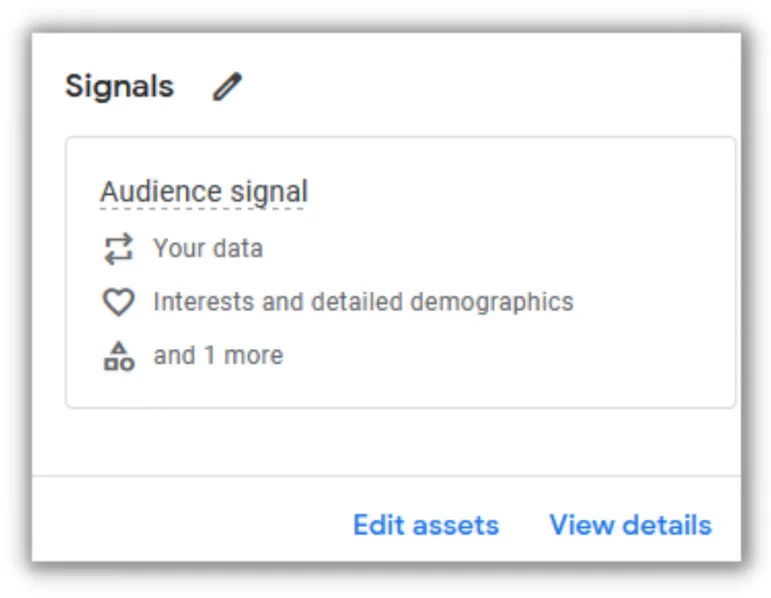 Signals
Audience signal
Your data
Interests and detailed demographics
and 1 more
Edit assets View details